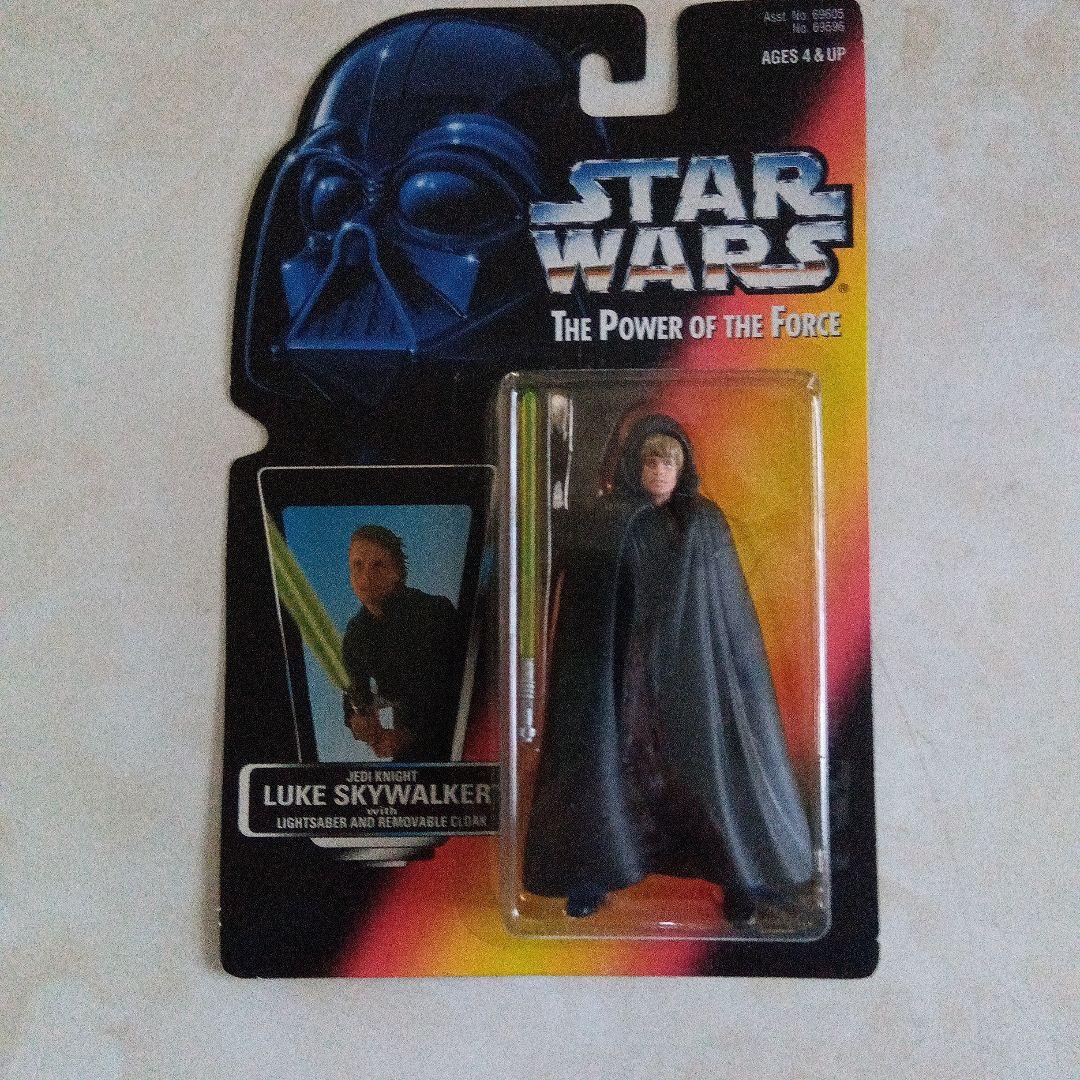 Asst. No. 69605
No. 69596
AGES 4 & UP
STAR
WARS®
THE POWER OF THE FORCE
JEDI KNIGHT
LUKE SKYWALKER™
with
LIGHTSABER AND REMOVABLE CLOAK